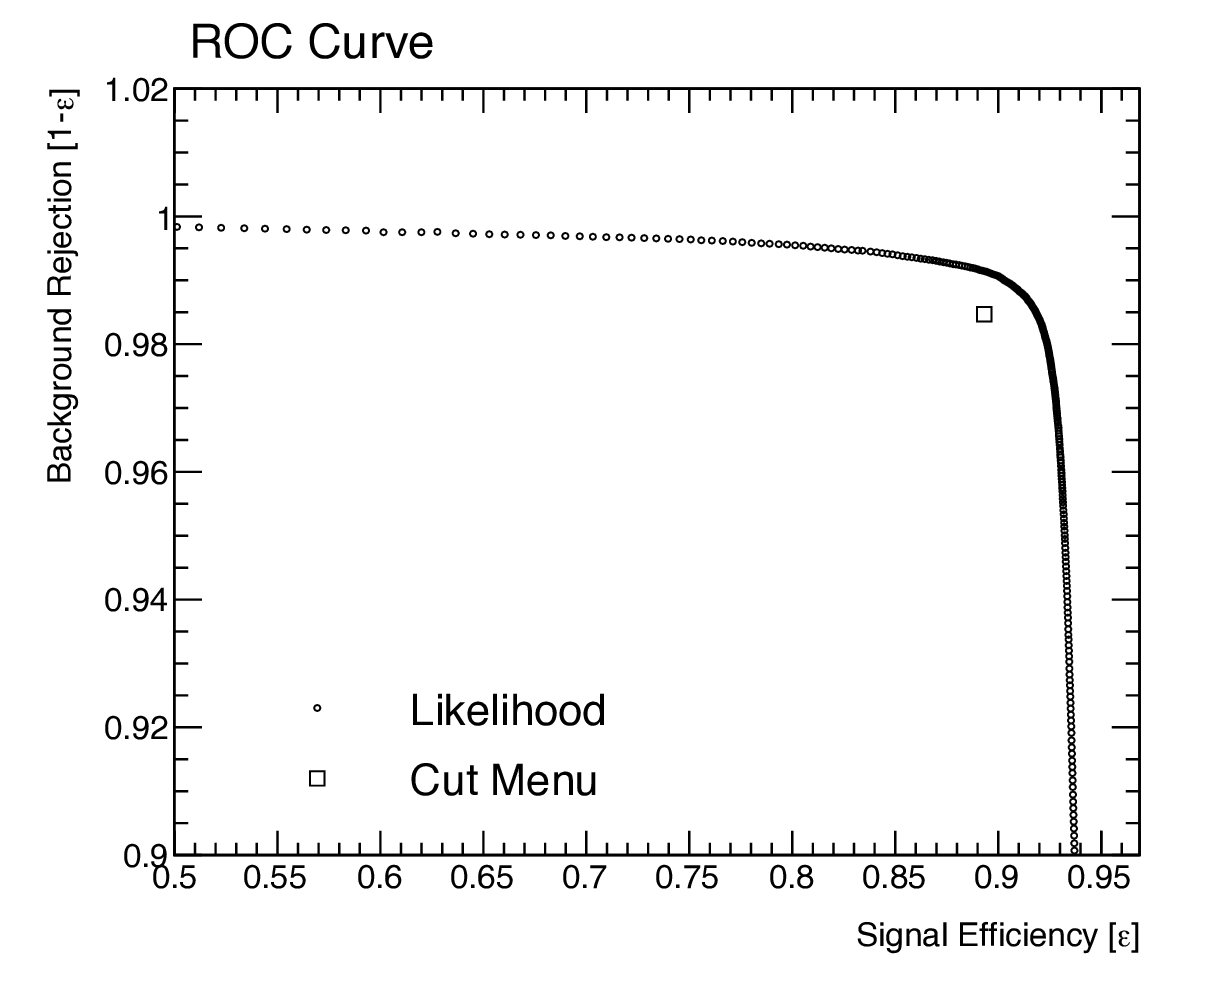 ROC Curve
Background Rejection [1-ε]
1.02
1
0.98
0.96
0.94
0.92
0.9
Likelihood
Cut Menu
0.5 0.55 0.6 0.65 0.7 0.75 0.8 0.85 0.9 0.95
Signal Efficiency [ε]